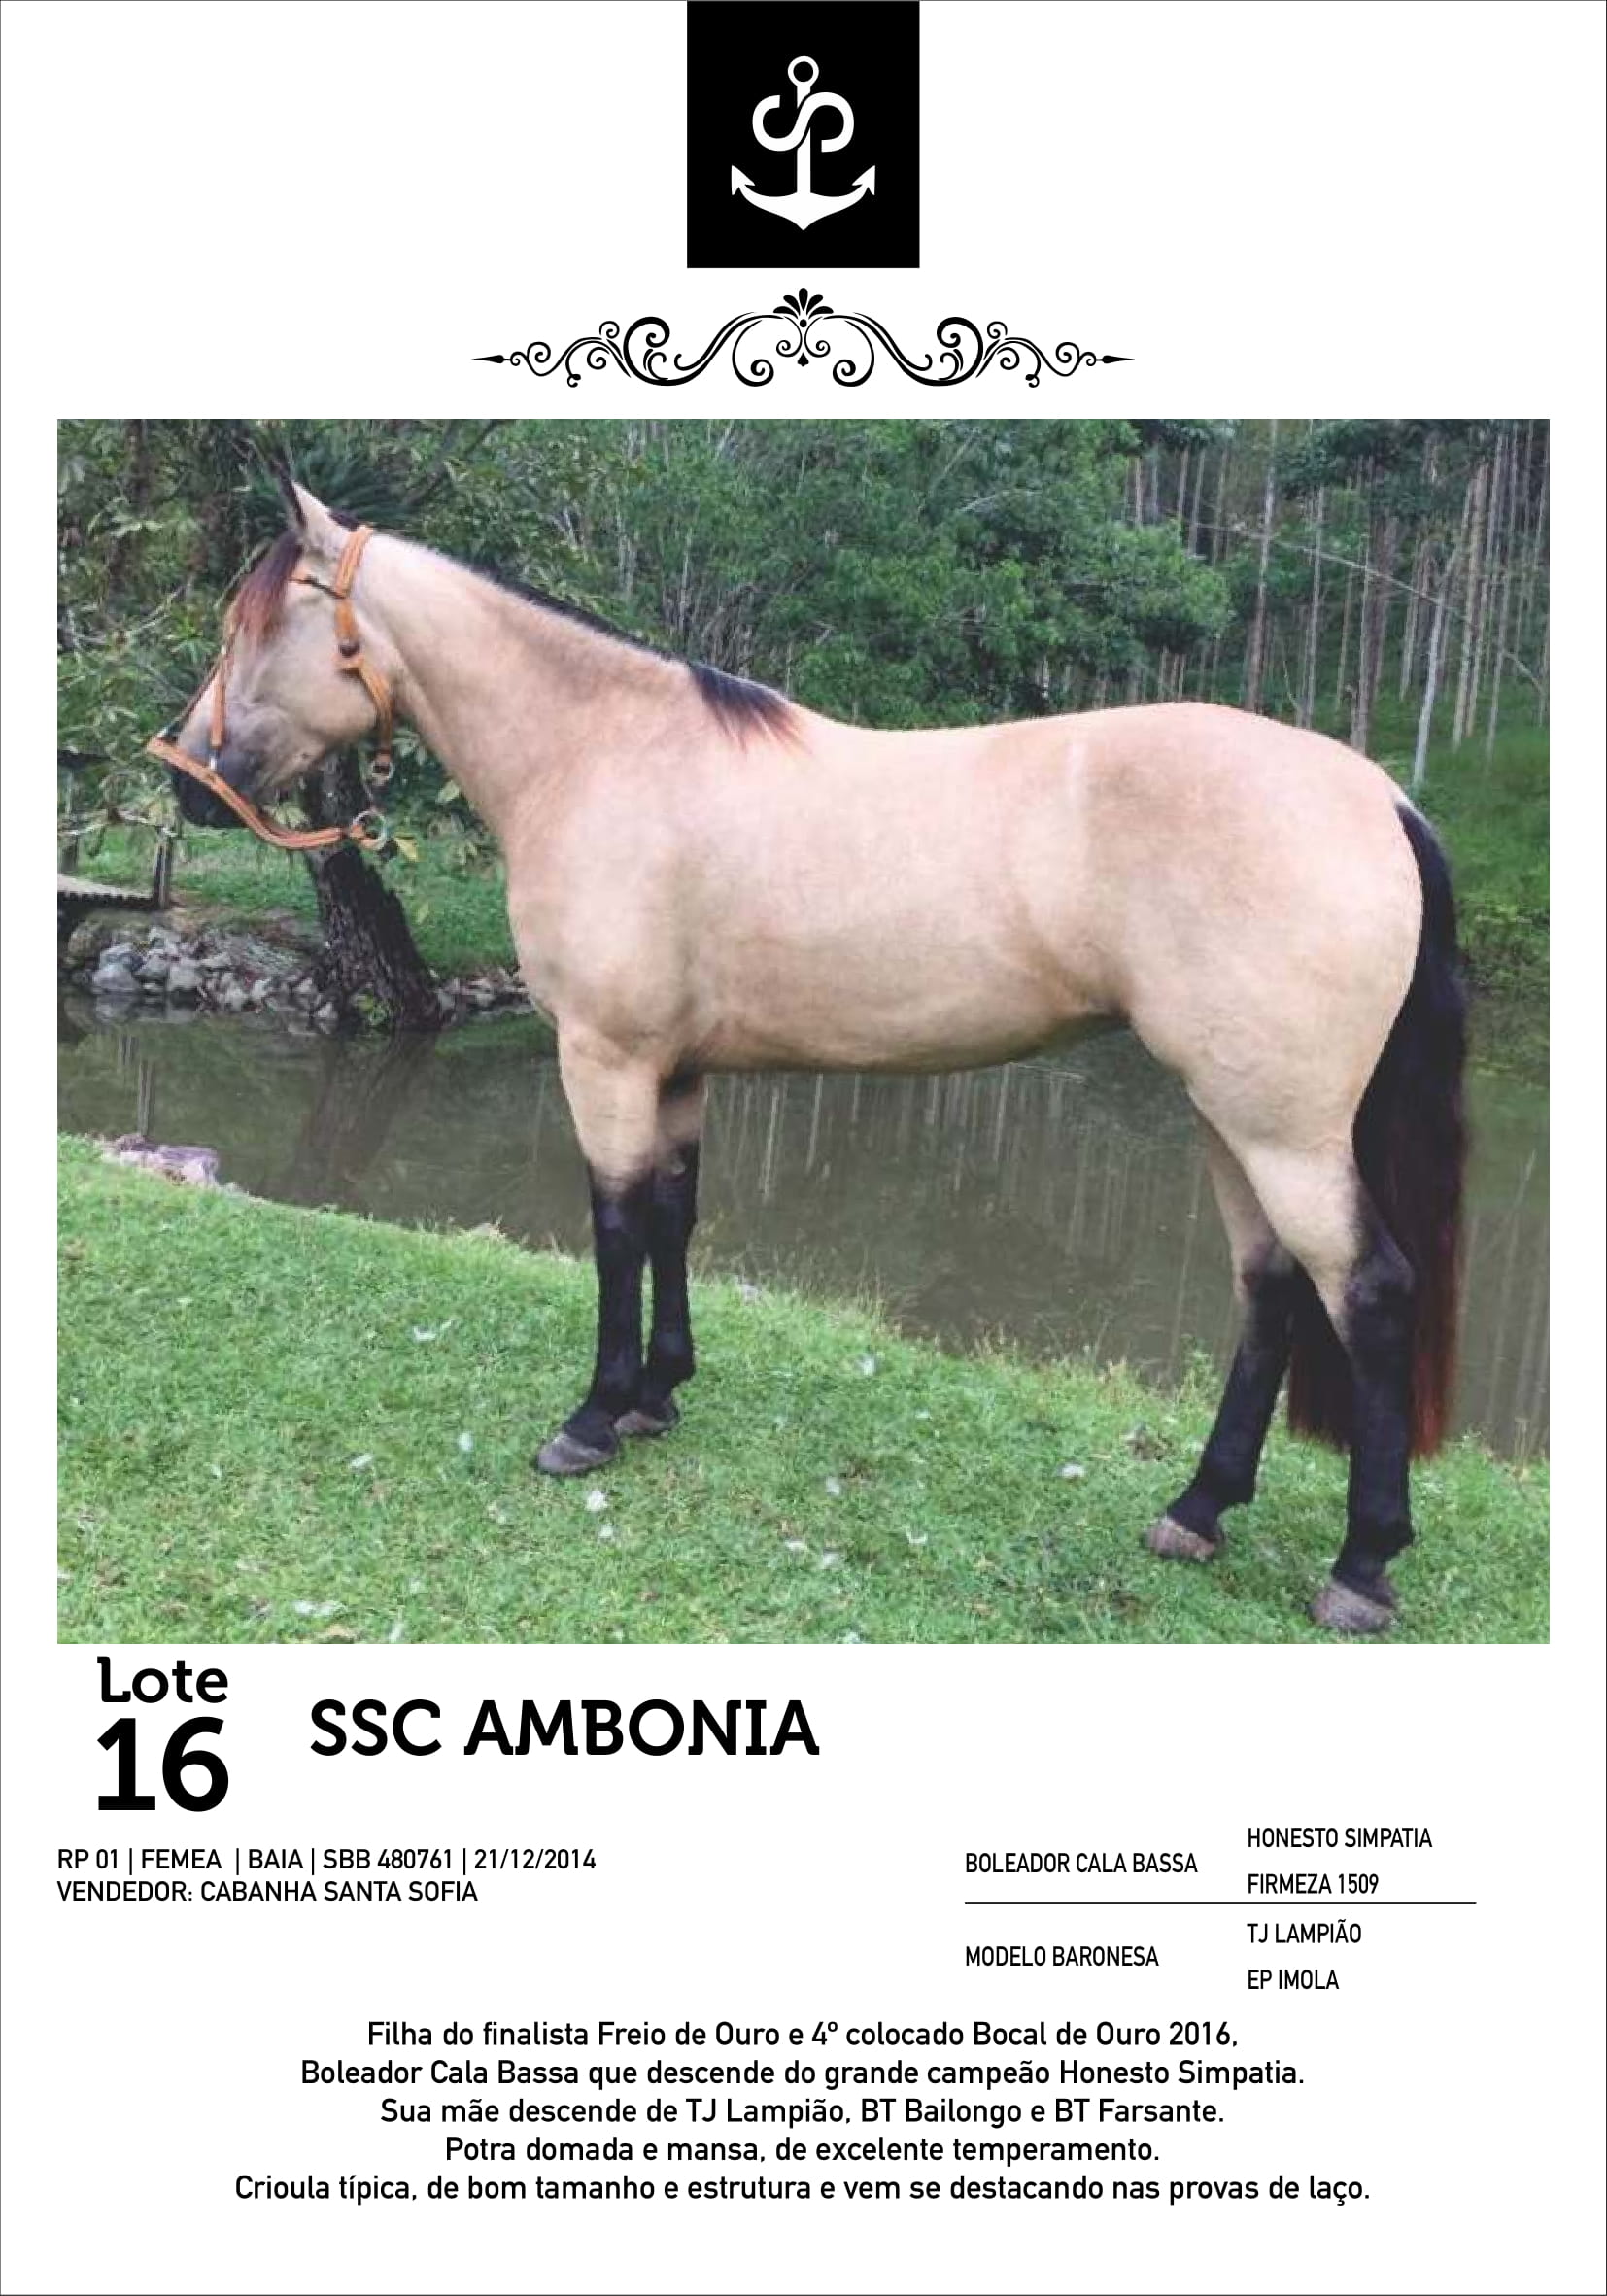 Lote
16
SSC AMBONIA
RP 01 | FEMEA | BAIA | SBB 480761 | 21/12/2014
VENDEDOR: CABANHA SANTA SOFIA
BOLEADOR CALA BASSA
HONESTO SIMPATIA
FIRMEZA 1509
MODELO BARONESA
TJ LAMPIÃO
EP IMOLA
Filha do finalista Freio de Ouro e 4º colocado Bocal de Ouro 2016,
Boleador Cala Bassa que descende do grande campeão Honesto Simpatia.
Sua mãe descende de TJ Lampião, BT Bailongo e BT Farsante.
Potra domada e mansa, de excelente temperamento.
Crioula típica, de bom tamanho e estrutura e vem se destacando nas provas de laço.